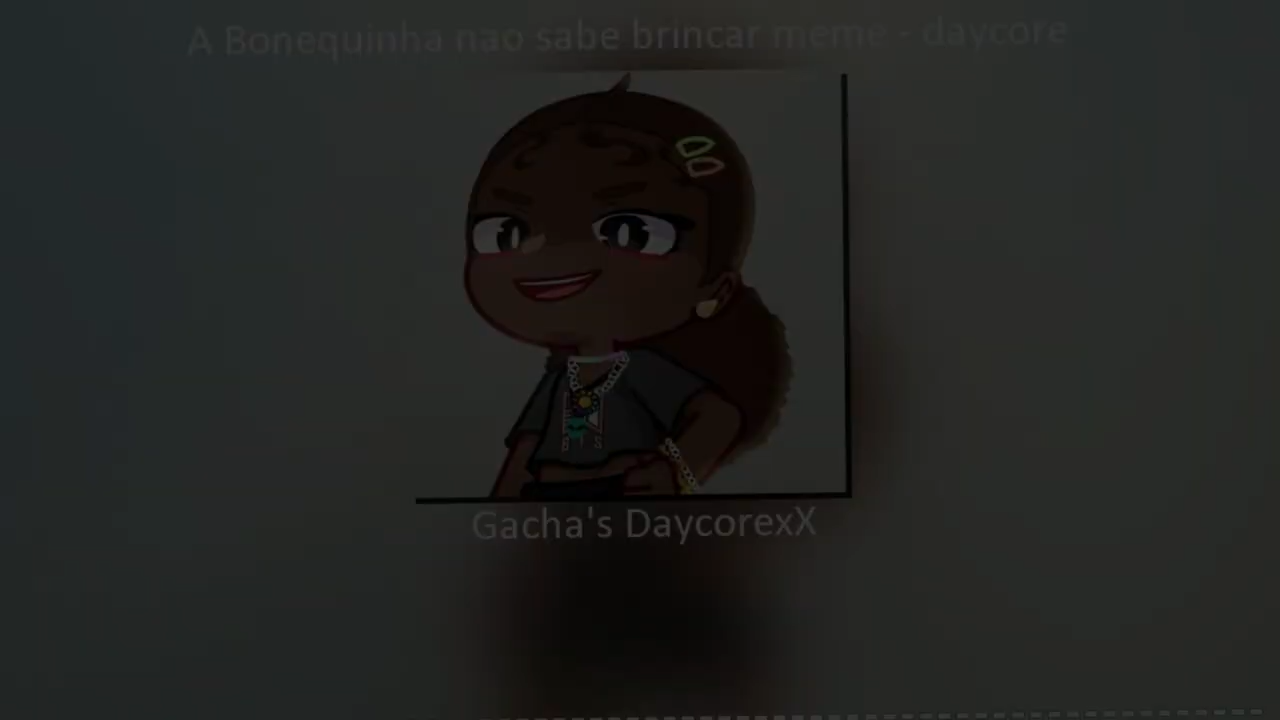 A Bonequinha nao sabe brincar meme - daycore
Gacha's DaycorexX